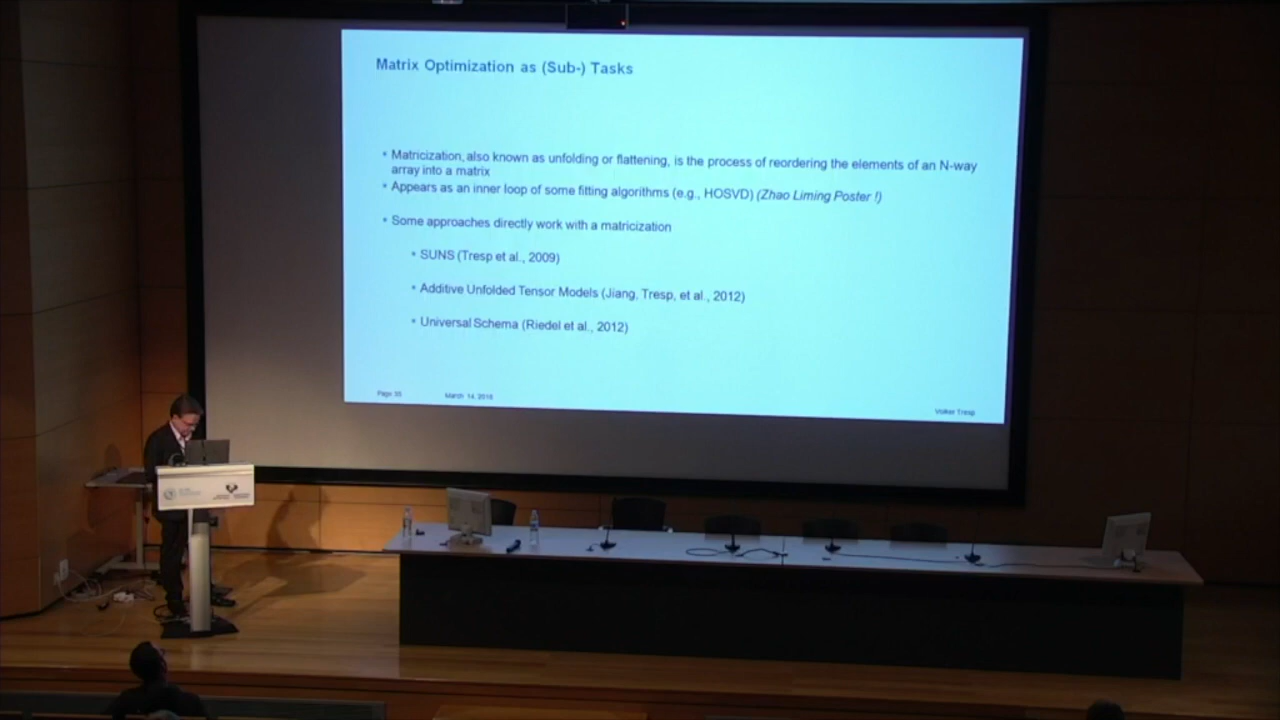 Matrix Optimization as (Sub-) Tasks
* Matricization, also known as unfolding or flattening, is the process of reordering the elements of an N-way
array into a matrix
* Appears as an inner loop of some fitting algorithms (e.g., HOSVD) (Zhao Liming Poster !)
* Some approaches directly work with a matricization
* SUNS (Tresp et al., 2009)
* Additive Unfolded Tensor Models (Jiang, Tresp, et al., 2012)
* Universal Schema (Riedel et al., 2012)
Page 35
March 14, 2016
Volker Tresp